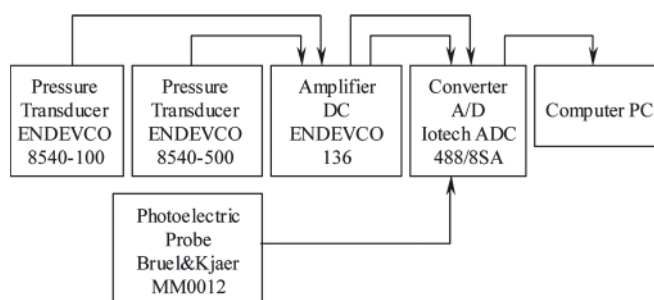 Pressure
Transducer
ENDEVCO
8540-100
Pressure
Transducer
ENDEVCO
8540-500
Amplifier
DC
ENDEVCO
136
Converter
A/D
Iotech ADC
488/8SA
Computer PC
Photoelectric
Probe
Bruel&Kjaer
MM0012